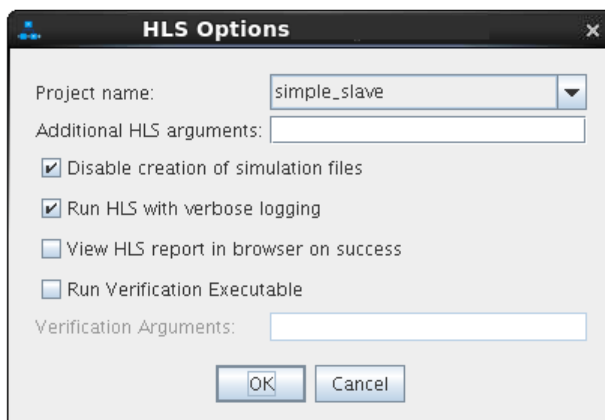 HLS Options
Project name: simple_slave
Additional HLS arguments:
Disable creation of simulation files
Run HLS with verbose logging
View HLS report in browser on success
Run Verification Executable
Verification Arguments:
OK Cancel